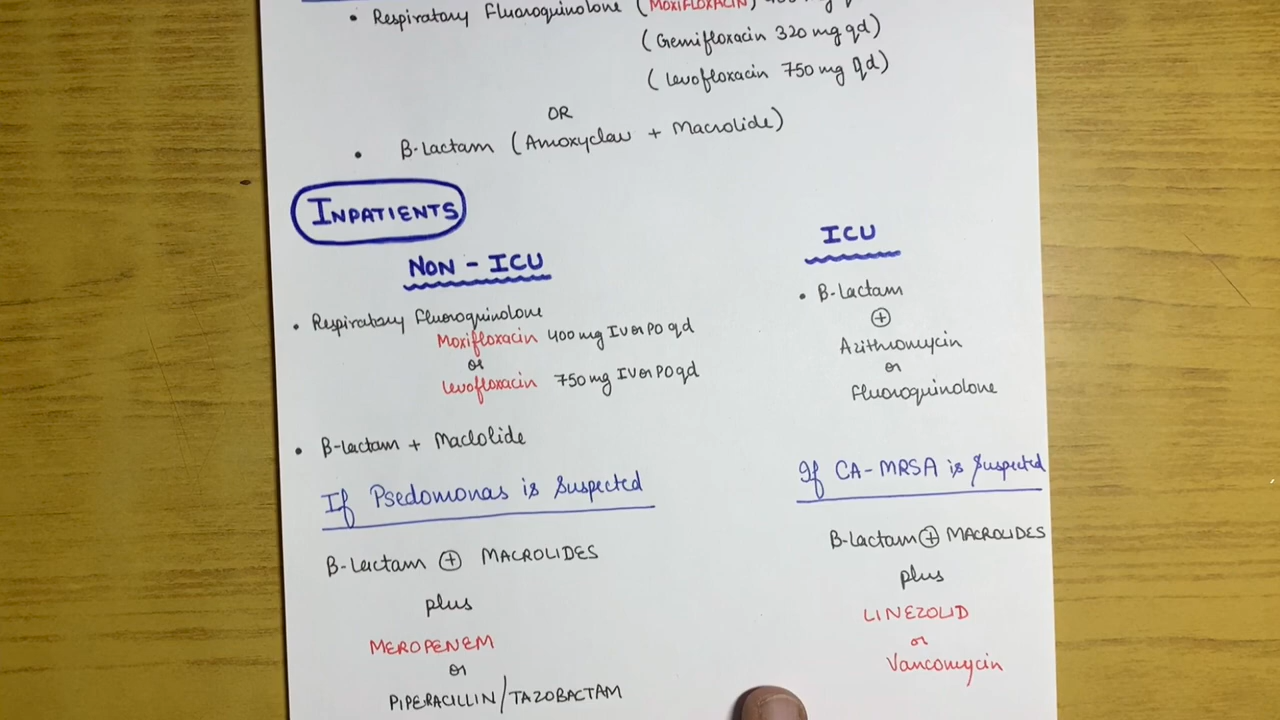 • Respiratory Fluoroquinolone (MOXIFLOXACIN)
(Gemifloxacin 320 mg qd)
(Levofloxacin 750 mg qd)
OR
• β-Lactam (Amoxyclav + Macrolide)
INPATIENTS
NON - ICU
• Respiratory Fluoroquinolone
Moxifloxacin 400 mg IV or PO qd
or
Levofloxacin 750 mg IV or PO qd
• β-Lactam + Maclolide
If Psedomonas is Suspected
β-Lactam ⊕ MACROLIDES
plus
MEROPENEM
or
PIPERACILLIN/TAZOBACTAM
ICU
• β-Lactam
⊕
Azithromycin
or
Fluoroquinolone
If CA-MRSA is Suspected
β-Lactam ⊕ MACROLIDES
plus
LINEZOLID
or
Vancomycin